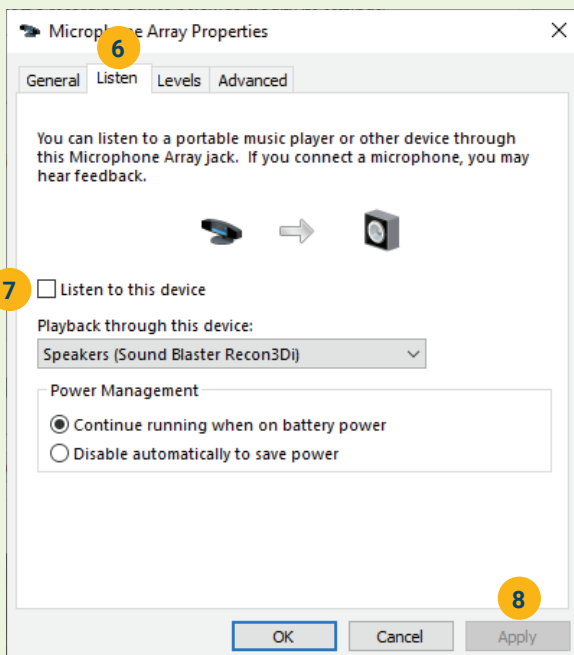 Microphone Array Properties
6
General Listen Levels Advanced
You can listen to a portable music player or other device through
this Microphone Array jack. If you connect a microphone, you may
hear feedback.
7 Listen to this device
Playback through this device:
Speakers (Sound Blaster Recon3Di)
Power Management
Continue running when on battery power
Disable automatically to save power
8
OK Cancel Apply